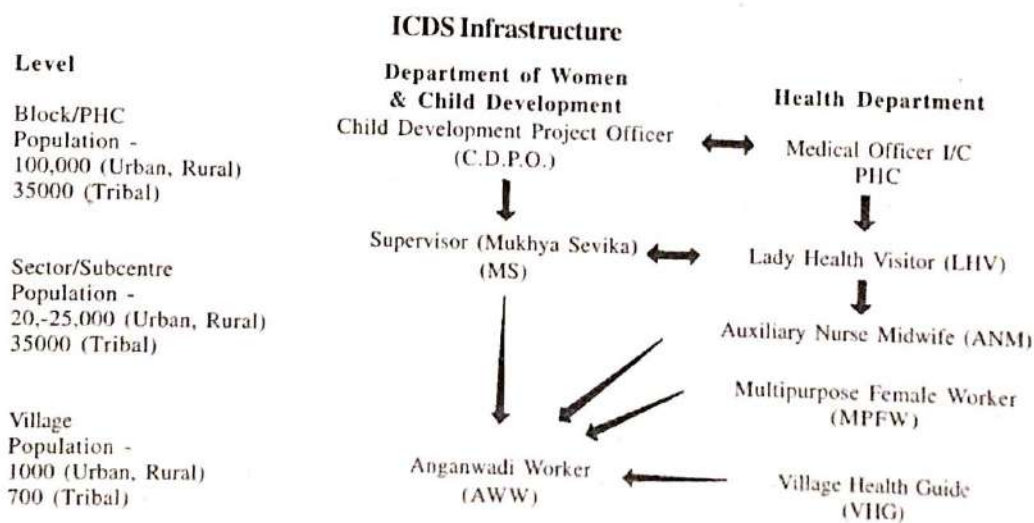 ICDS Infrastructure
Level
Department of Women
& Child Development
Health Department
Block/PHC
Population -
100,000 (Urban, Rural)
35000 (Tribal)
Child Development Project Officer
(C.D.P.O.)
Medical Officer I/C
PHC
Supervisor (Mukhya Sevika)
(MS)
Lady Health Visitor (LHV)
Sector/Subcentre
Population -
20,-25,000 (Urban, Rural)
35000 (Tribal)
Auxiliary Nurse Midwife (ANM)
Multipurpose Female Worker
(MPFW)
Village
Population -
1000 (Urban, Rural)
700 (Tribal)
Anganwadi Worker
(AWW)
Village Health Guide
(VHG)